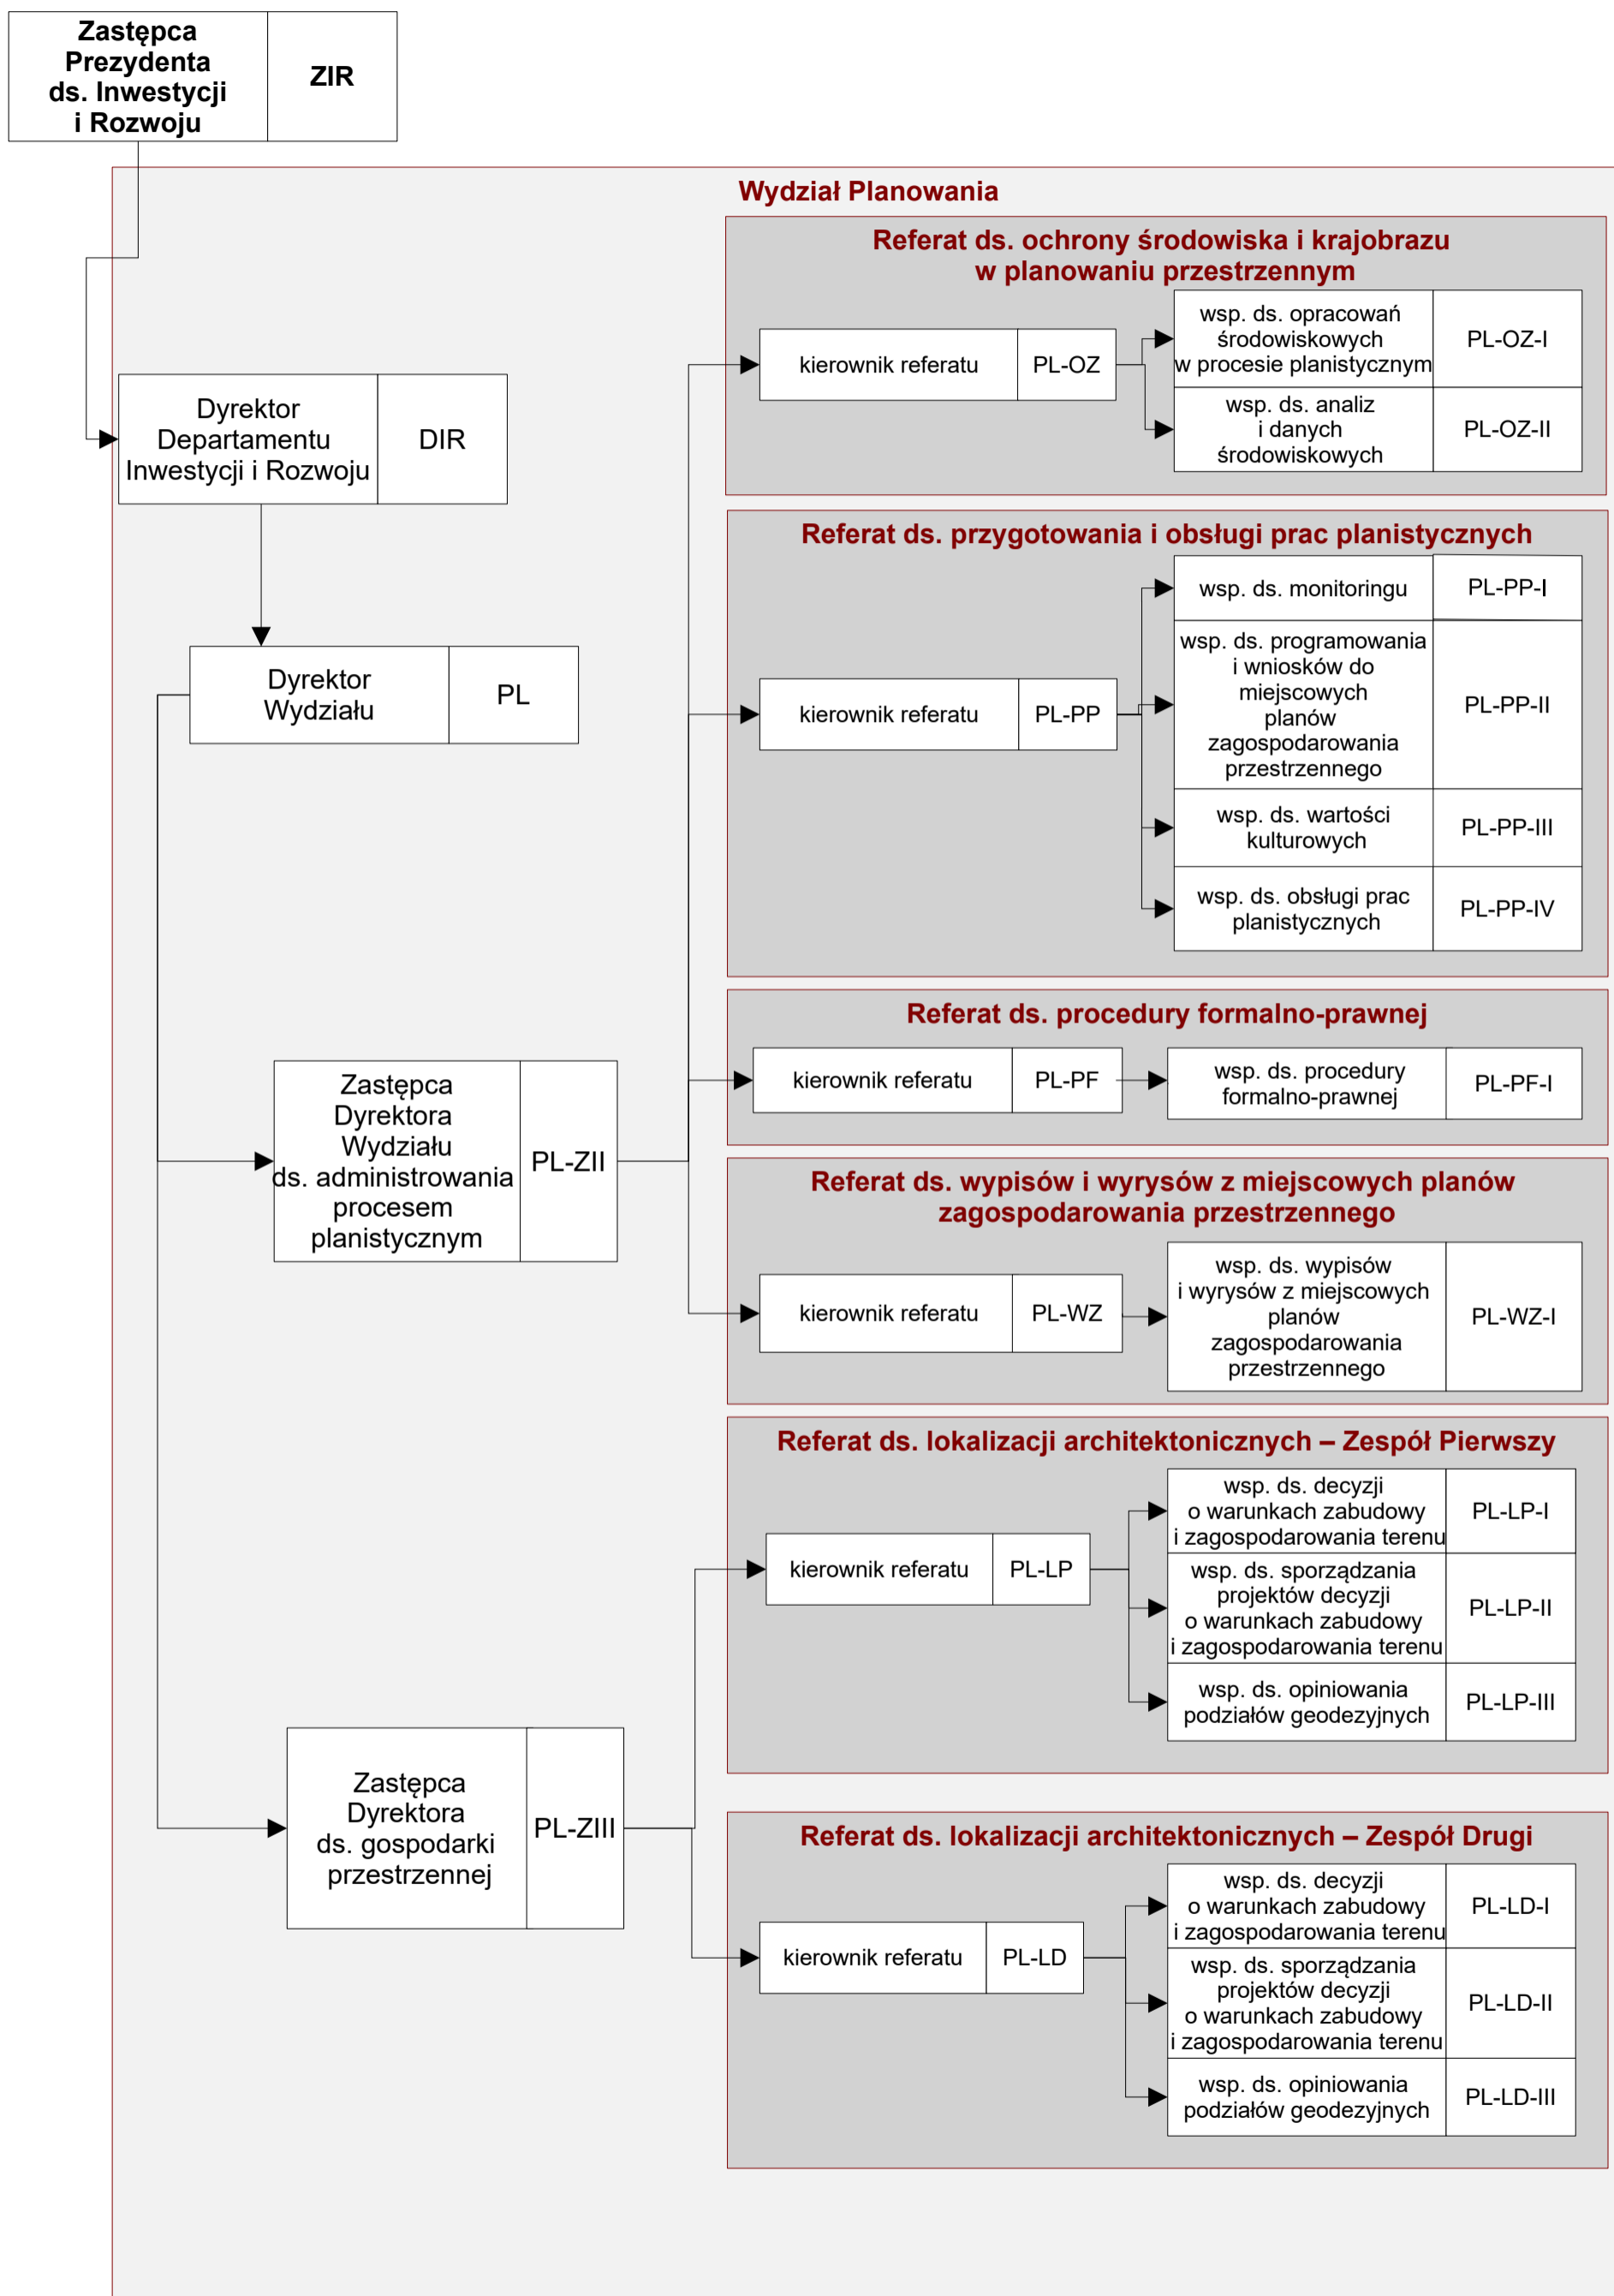 Zastępca
Prezydenta
ds. Inwestycji
i Rozwoju
ZIR
Wydział Planowania
Dyrektor
Departamentu
Inwestycji i Rozwoju
DIR
Dyrektor
Wydziału
PL
Zastępca
Dyrektora
Wydziału
ds. administrowania
procesem
planistycznym
PL-ZII
Referat ds. ochrony środowiska i krajobrazu
w planowaniu przestrzennym
kierownik referatu
PL-OZ
wsp. ds. opracowań
środowiskowych
w procesie planistycznym
PL-OZ-I
wsp. ds. analiz
i danych
środowiskowych
PL-OZ-II
Referat ds. przygotowania i obsługi prac planistycznych
kierownik referatu
PL-PP
wsp. ds. monitoringu
PL-PP-I
wsp. ds. programowania
i wniosków do
miejscowych
planów
zagospodarowania
przestrzennego
PL-PP-II
wsp. ds. wartości
kulturowych
PL-PP-III
wsp. ds. obsługi prac
planistycznych
PL-PP-IV
Referat ds. procedury formalno-prawnej
kierownik referatu
PL-PF
wsp. ds. procedury
formalno-prawnej
PL-PF-I
Referat ds. wypisów i wyrysów z miejscowych planów
zagospodarowania przestrzennego
kierownik referatu
PL-WZ
wsp. ds. wypisów
i wyrysów z miejscowych
planów
zagospodarowania
przestrzennego
PL-WZ-I
Zastępca
Dyrektora
ds. gospodarki
przestrzennej
PL-ZIII
Referat ds. lokalizacji architektonicznych – Zespół Pierwszy
kierownik referatu
PL-LP
wsp. ds. decyzji
o warunkach zabudowy
i zagospodarowania terenu
PL-LP-I
wsp. ds. sporządzania
projektów decyzji
o warunkach zabudowy
i zagospodarowania terenu
PL-LP-II
wsp. ds. opiniowania
podziałów geodezyjnych
PL-LP-III
Referat ds. lokalizacji architektonicznych – Zespół Drugi
kierownik referatu
PL-LD
wsp. ds. decyzji
o warunkach zabudowy
i zagospodarowania terenu
PL-LD-I
wsp. ds. sporządzania
projektów decyzji
o warunkach zabudowy
i zagospodarowania terenu
PL-LD-II
wsp. ds. opiniowania
podziałów geodezyjnych
PL-LD-III